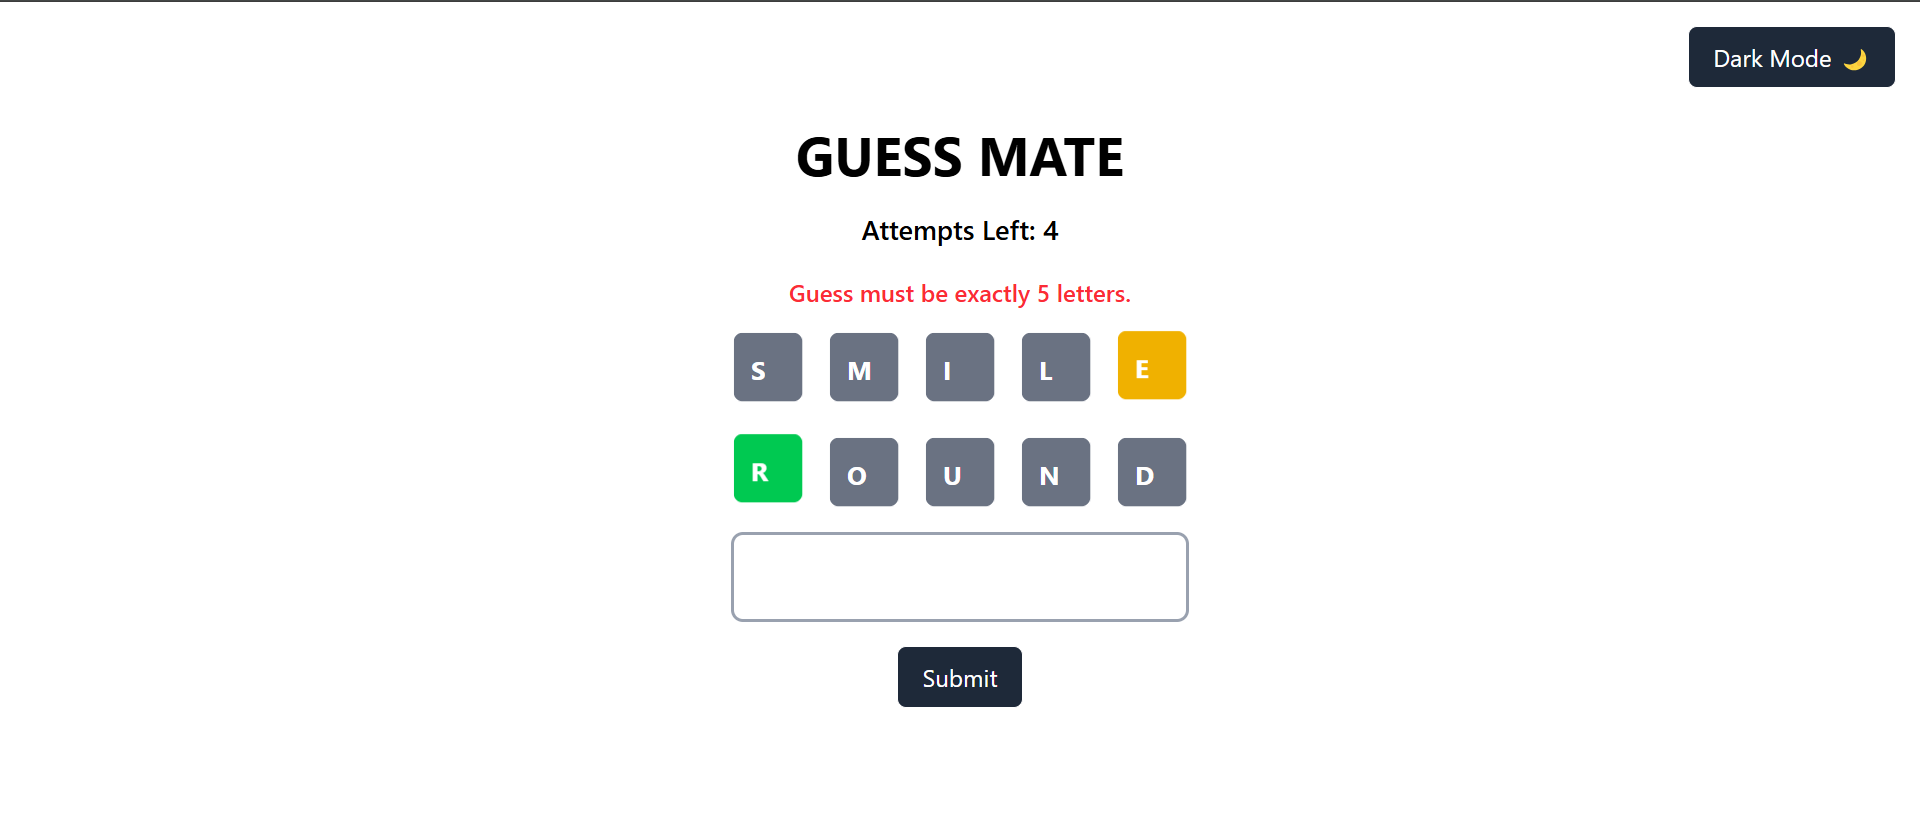 Dark Mode 🌙
GUESS MATE
Attempts Left: 4
Guess must be exactly 5 letters.
S M I L E
R O U N D
Submit